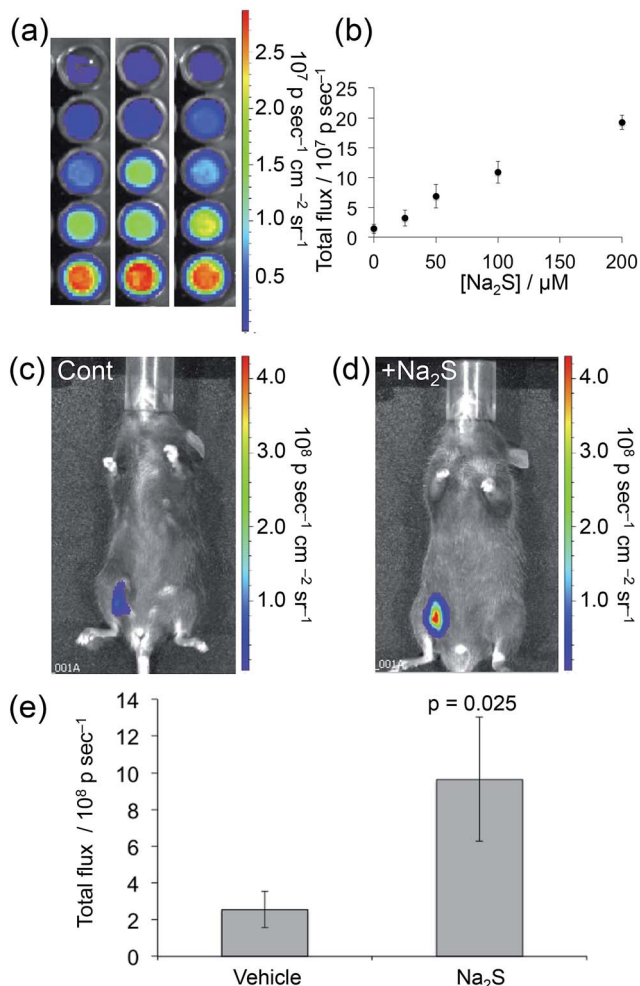 (a)
2.5
2.0
1.5
1.0
0.5
10⁷ p sec⁻¹ cm⁻² sr⁻¹
(b)
Total flux / 10⁷ p sec⁻¹
25
20
15
10
5
0
0 50 100 150 200
[Na₂S] / µM
(c) Cont
4.0
3.0
2.0
1.0
10⁸ p sec⁻¹ cm⁻² sr⁻¹
001A
(d) +Na₂S
4.0
3.0
2.0
1.0
10⁸ p sec⁻¹ cm⁻² sr⁻¹
001A
(e)
Total flux / 10⁸ p sec⁻¹
14
12
10
8
6
4
2
0
p = 0.025
Vehicle Na₂S